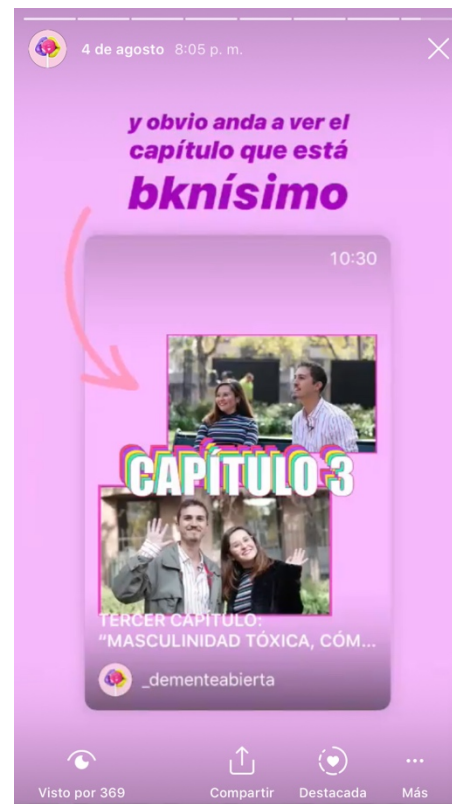 4 de agosto 8:05 p. m.
y obvio anda a ver el
capítulo que está
bknísimo
10:30
CAPÍTULO 3
TERCER CAPÍTULO:
“MASCULINIDAD TÓXICA, CÓM...
_dementeabierta
Visto por 369
Compartir
Destacada
Más